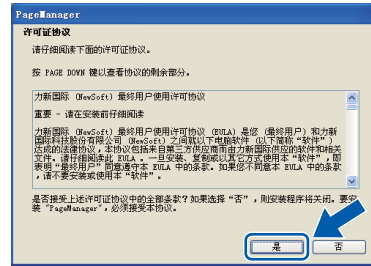 PageManager
许可证协议
请仔细阅读下面的许可证协议。
按 PAGE DOWN 键以查看协议的剩余部分。
力新国际 (NewSoft) 最终用户使用许可协议
重要 - 请在安装前仔细阅读
力新国际 (NewSoft) 最终用户使用许可协议 (EULA) 是您 (最终用户) 和力新
国际科技股份有限公司 (NewSoft) 之间就以下电脑软件 (以下简称“软件” )
达成的法律协议，本协议包括来自第三方供应商而由力新国际供应的软件和相关
文件。请仔细阅读此 EULA 。一旦安装、复制或以其它方式使用本“软件”，即
表明“最终用户”同意遵守本 EULA 中的条款。如果您不同意本 EULA 中的条款
，请不要安装或使用本“软件”。
是否接受上述许可证协议中的全部条款？如果选择“否”，则安装程序将关闭。要安
装 "PageManager"，必须接受本协议。
是 否